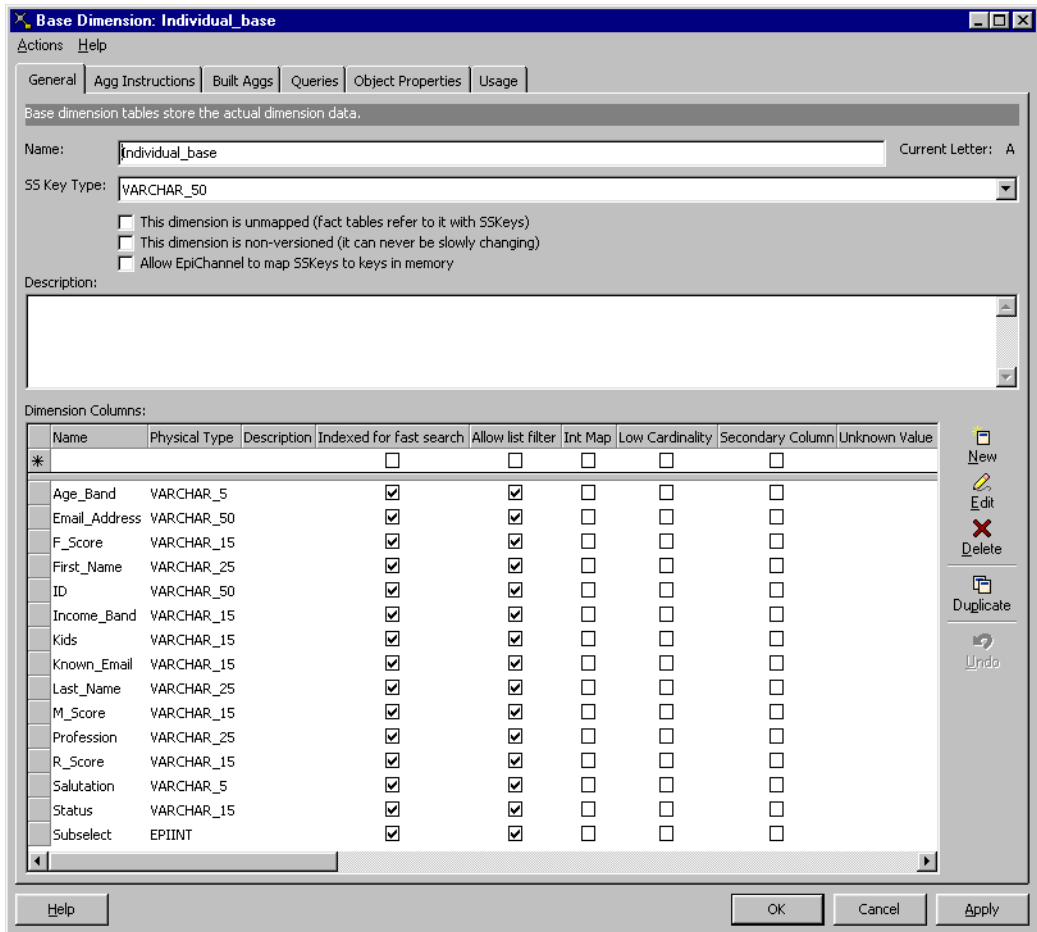 Base Dimension: Individual_base
Actions Help
General Agg Instructions Built Aggs Queries Object Properties Usage
Base dimension tables store the actual dimension data.
Name: Individual_base Current Letter: A
SS Key Type: VARCHAR_50
This dimension is unmapped (fact tables refer to it with SSKeys)
This dimension is non-versioned (it can never be slowly changing)
Allow EpiChannel to map SSKeys to keys in memory
Description:
Dimension Columns:
Name Physical Type Description Indexed for fast search Allow list filter Int Map Low Cardinality Secondary Column Unknown Value
New
Age_Band VARCHAR_5
Edit
Email_Address VARCHAR_50
F_Score VARCHAR_15
Delete
First_Name VARCHAR_25
ID VARCHAR_50
Duplicate
Income_Band VARCHAR_15
Kids VARCHAR_15
Known_Email VARCHAR_15
Undo
Last_Name VARCHAR_25
M_Score VARCHAR_15
Profession VARCHAR_25
R_Score VARCHAR_15
Salutation VARCHAR_5
Status VARCHAR_15
Subselect EPIINT
Help OK Cancel Apply